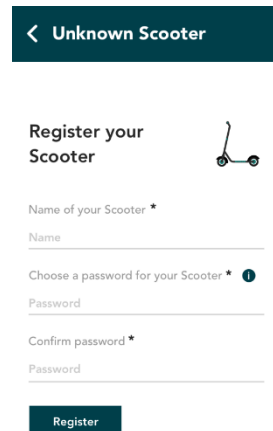 Unknown Scooter
Register your
Scooter
Name of your Scooter *
Name
Choose a password for your Scooter * i
Password
Confirm password *
Password
Register